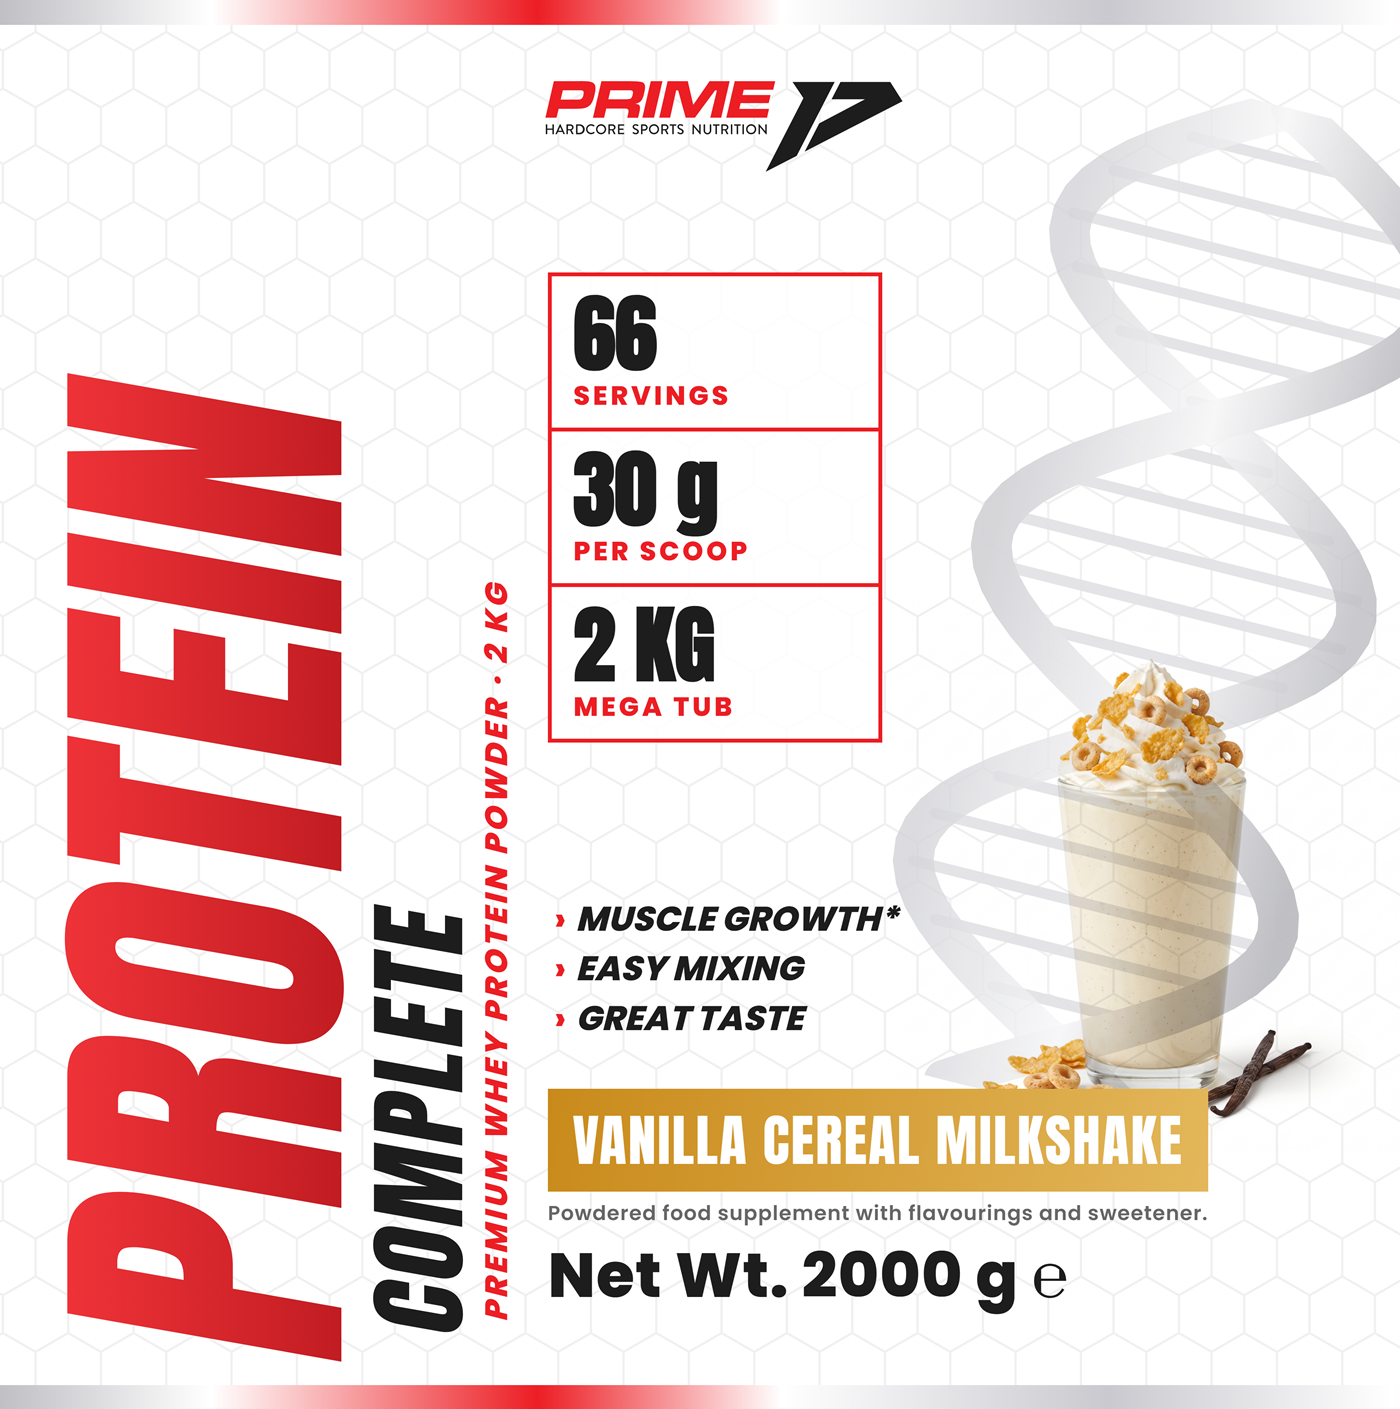 PRIME
HARDCORE SPORTS NUTRITION
PROTEIN
COMPLETE
PREMIUM WHEY PROTEIN POWDER · 2 KG
66
SERVINGS
30 g
PER SCOOP
2 KG
MEGA TUB
› MUSCLE GROWTH*
› EASY MIXING
› GREAT TASTE
VANILLA CEREAL MILKSHAKE
Powdered food supplement with flavourings and sweetener.
Net Wt. 2000 g ℮